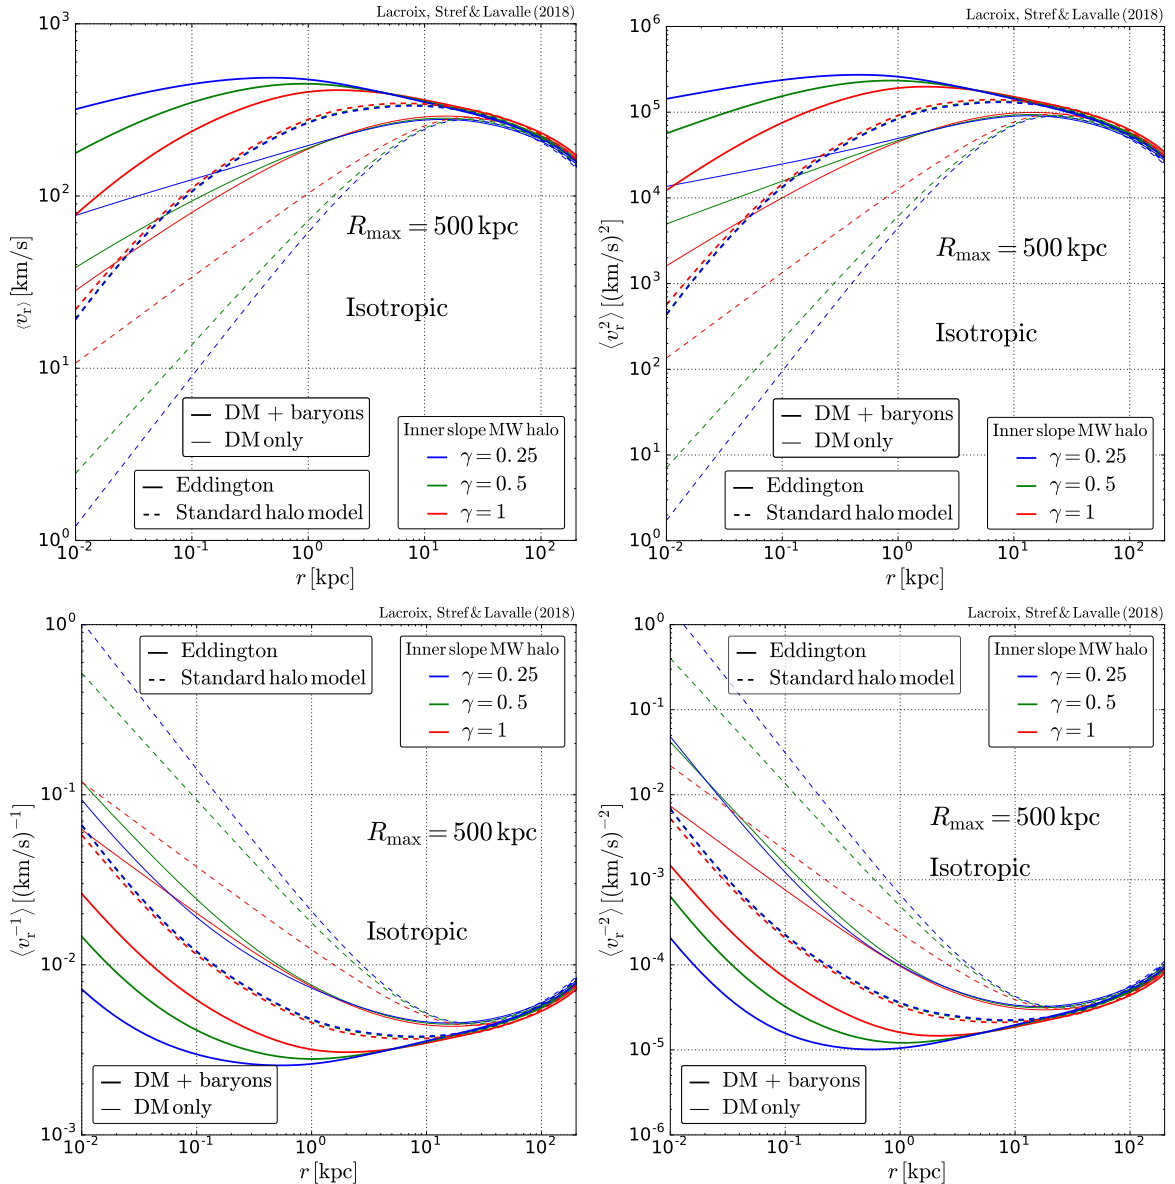 Lacroix, Stref & Lavalle (2018)
10^3
10^2
10^1
10^0
⟨v_r⟩ [km/s]
R_max = 500 kpc
Isotropic
DM + baryons
DM only
Eddington
Standard halo model
Inner slope MW halo
γ = 0.25
γ = 0.5
γ = 1
10^-2 10^-1 10^0 10^1 10^2
r [kpc]
Lacroix, Stref & Lavalle (2018)
10^6
10^5
10^4
10^3
10^2
10^1
10^0
⟨v_r^2⟩ [(km/s)^2]
R_max = 500 kpc
Isotropic
DM + baryons
DM only
Eddington
Standard halo model
Inner slope MW halo
γ = 0.25
γ = 0.5
γ = 1
10^-2 10^-1 10^0 10^1 10^2
r [kpc]
Lacroix, Stref & Lavalle (2018)
10^0
10^-1
10^-2
10^-3
⟨v_r^-1⟩ [(km/s)^-1]
Eddington
Standard halo model
Inner slope MW halo
γ = 0.25
γ = 0.5
γ = 1
R_max = 500 kpc
Isotropic
DM + baryons
DM only
10^-2 10^-1 10^0 10^1 10^2
r [kpc]
Lacroix, Stref & Lavalle (2018)
10^0
10^-1
10^-2
10^-3
10^-4
10^-5
10^-6
⟨v_r^-2⟩ [(km/s)^-2]
Eddington
Standard halo model
Inner slope MW halo
γ = 0.25
γ = 0.5
γ = 1
R_max = 500 kpc
Isotropic
DM + baryons
DM only
10^-2 10^-1 10^0 10^1 10^2
r [kpc]